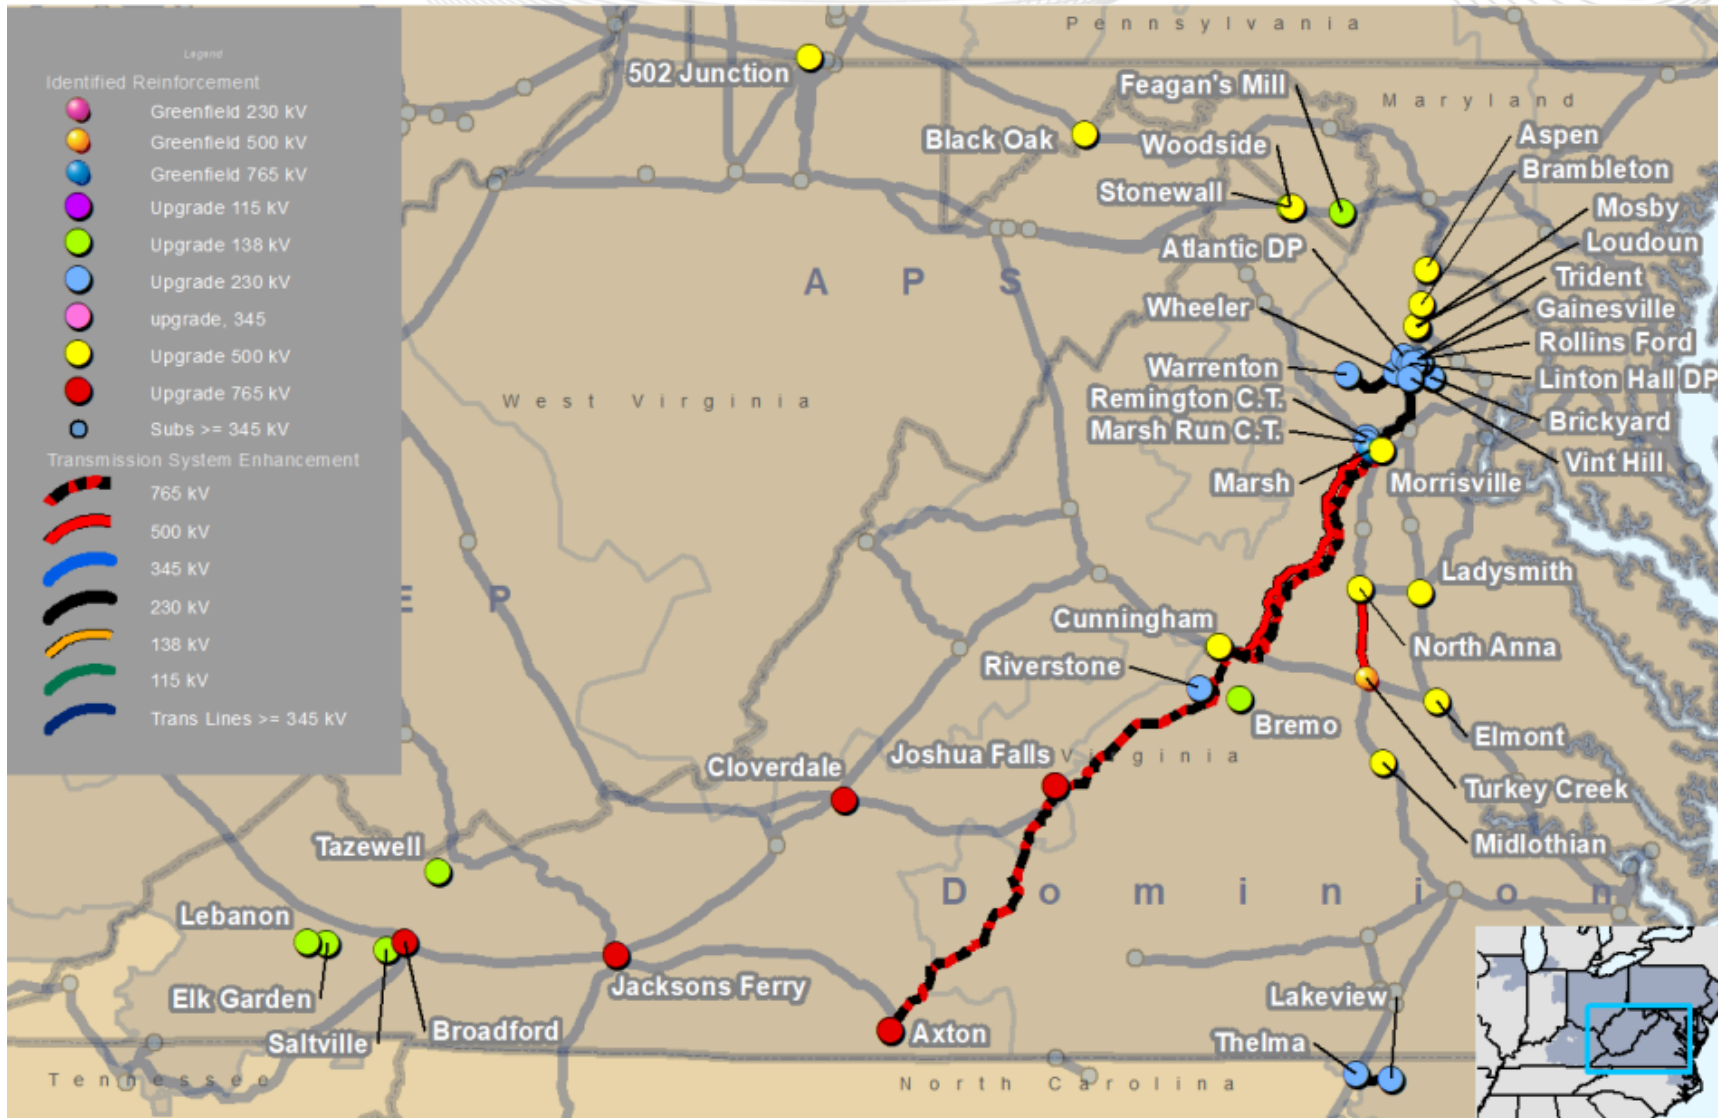 Legend
Identified Reinforcement
Greenfield 230 kV
Greenfield 500 kV
Greenfield 765 kV
Upgrade 115 kV
Upgrade 138 kV
Upgrade 230 kV
upgrade, 345
Upgrade 500 kV
Upgrade 765 kV
Subs >= 345 kV
Transmission System Enhancement
765 kV
500 kV
345 kV
230 kV
138 kV
115 kV
Trans Lines >= 345 kV
Pennsylvania
502 Junction
Feagan's Mill
Maryland
Black Oak
Woodside
Aspen
Brambleton
Stonewall
Mosby
Loudoun
Atlantic DP
Trident
APS
Wheeler
Gainesville
Rollins Ford
Warrenton
Linton Hall DP
West Virginia
Remington C.T.
Brickyard
Marsh Run C.T.
Vint Hill
Marsh
Morrisville
Ladysmith
E P
Cunningham
North Anna
Riverstone
Bremo
Elmont
Joshua Falls
Virginia
Cloverdale
Turkey Creek
Midlothian
Tazewell
Dominion
Lebanon
Jacksons Ferry
Elk Garden
Lakeview
Broadford
Axton
Saltville
Thelma
Tennessee
North Carolina